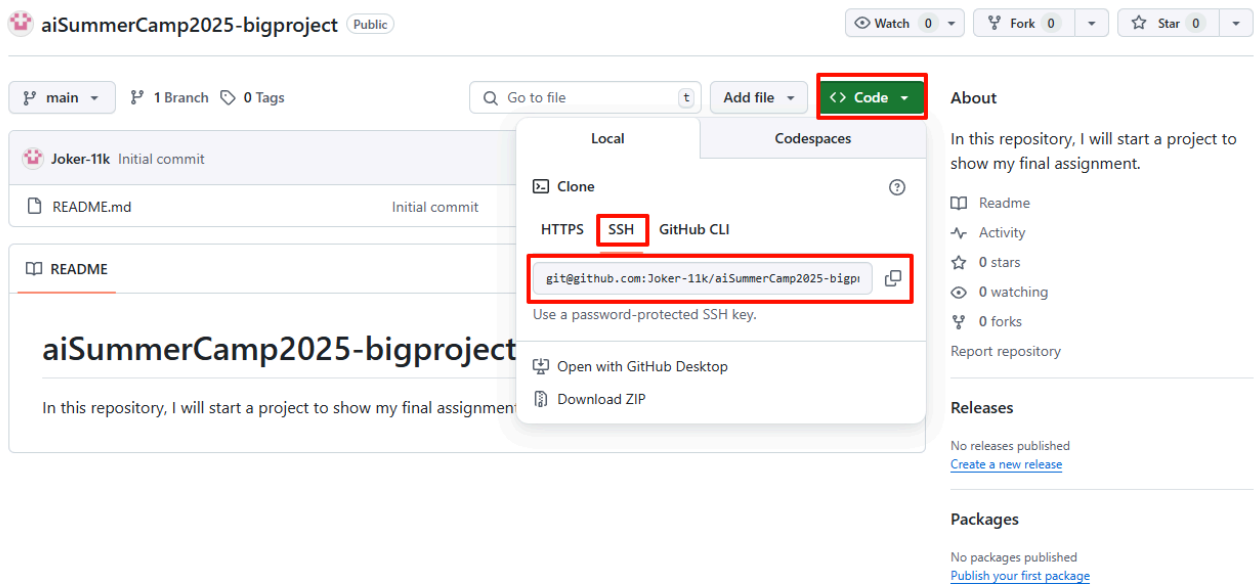 aiSummerCamp2025-bigproject Public
Watch 0 Fork 0 Star 0
main 1 Branch 0 Tags
Go to file t Add file <> Code
Joker-11k Initial commit
README.md Initial commit
README
aiSummerCamp2025-bigproject
In this repository, I will start a project to show my final assignment
Local Codespaces
Clone
HTTPS SSH GitHub CLI
git@github.com:Joker-11k/aiSummerCamp2025-bigpr
Use a password-protected SSH key.
Open with GitHub Desktop
Download ZIP
About
In this repository, I will start a project to
show my final assignment.
Readme
Activity
0 stars
0 watching
0 forks
Report repository
Releases
No releases published
Create a new release
Packages
No packages published
Publish your first package